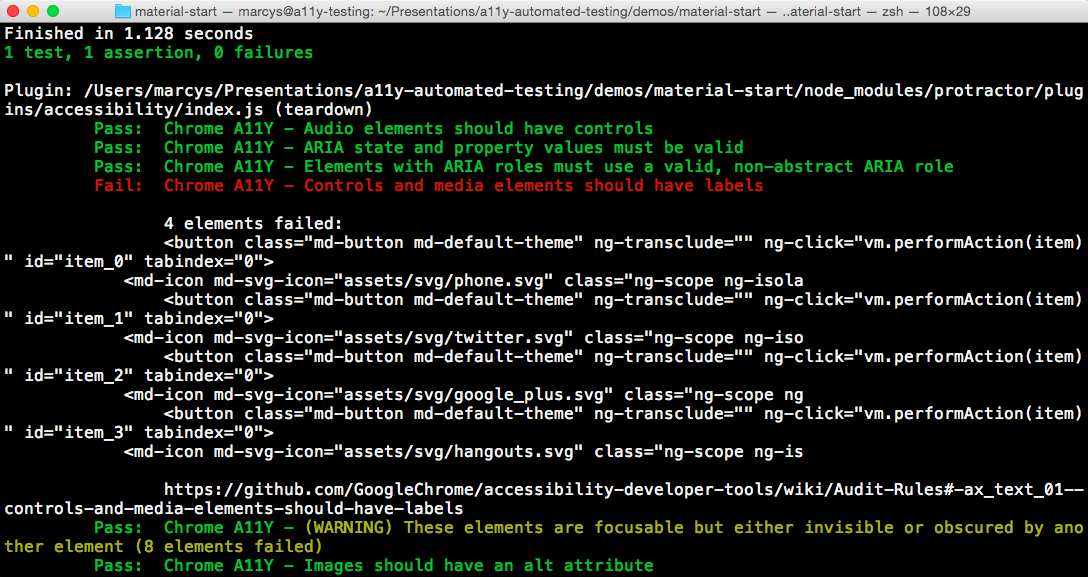 material-start — marcys@a11y-testing: ~/Presentations/a11y-automated-testing/demos/material-start — ..aterial-start — zsh — 108×29
Finished in 1.128 seconds
1 test, 1 assertion, 0 failures
Plugin: /Users/marcys/Presentations/a11y-automated-testing/demos/material-start/node_modules/protractor/plug
ins/accessibility/index.js (teardown)
Pass: Chrome A11Y – Audio elements should have controls
Pass: Chrome A11Y – ARIA state and property values must be valid
Pass: Chrome A11Y – Elements with ARIA roles must use a valid, non-abstract ARIA role
Fail: Chrome A11Y – Controls and media elements should have labels
4 elements failed:
<button class="md-button md-default-theme" ng-transclude="" ng-click="vm.performAction(item)
" id="item_0" tabindex="0">
<md-icon md-svg-icon="assets/svg/phone.svg" class="ng-scope ng-isola
<button class="md-button md-default-theme" ng-transclude="" ng-click="vm.performAction(item)
" id="item_1" tabindex="0">
<md-icon md-svg-icon="assets/svg/twitter.svg" class="ng-scope ng-iso
<button class="md-button md-default-theme" ng-transclude="" ng-click="vm.performAction(item)
" id="item_2" tabindex="0">
<md-icon md-svg-icon="assets/svg/google_plus.svg" class="ng-scope ng
<button class="md-button md-default-theme" ng-transclude="" ng-click="vm.performAction(item)
" id="item_3" tabindex="0">
<md-icon md-svg-icon="assets/svg/hangouts.svg" class="ng-scope ng-is
https://github.com/GoogleChrome/accessibility-developer-tools/wiki/Audit-Rules#-ax_text_01--
controls-and-media-elements-should-have-labels
Pass: Chrome A11Y – (WARNING) These elements are focusable but either invisible or obscured by ano
ther element (8 elements failed)
Pass: Chrome A11Y – Images should have an alt attribute